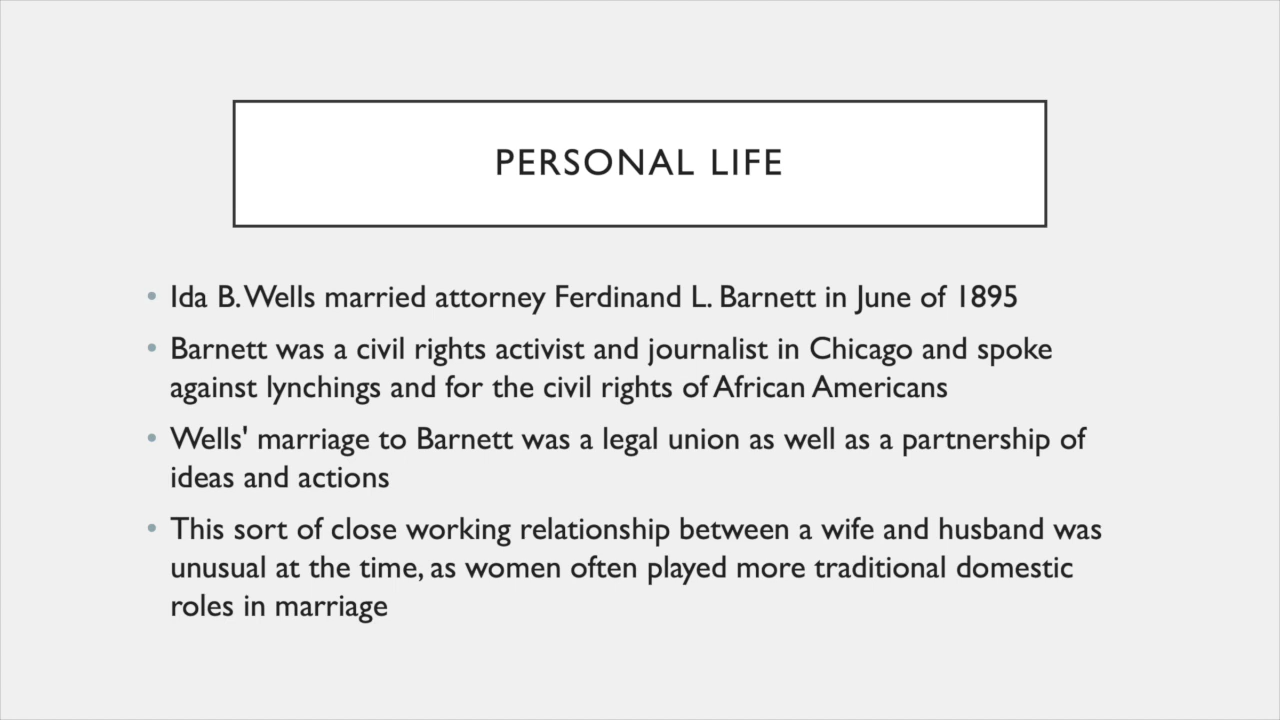 PERSONAL LIFE
• Ida B. Wells married attorney Ferdinand L. Barnett in June of 1895
• Barnett was a civil rights activist and journalist in Chicago and spoke
against lynchings and for the civil rights of African Americans
• Wells' marriage to Barnett was a legal union as well as a partnership of
ideas and actions
• This sort of close working relationship between a wife and husband was
unusual at the time, as women often played more traditional domestic
roles in marriage